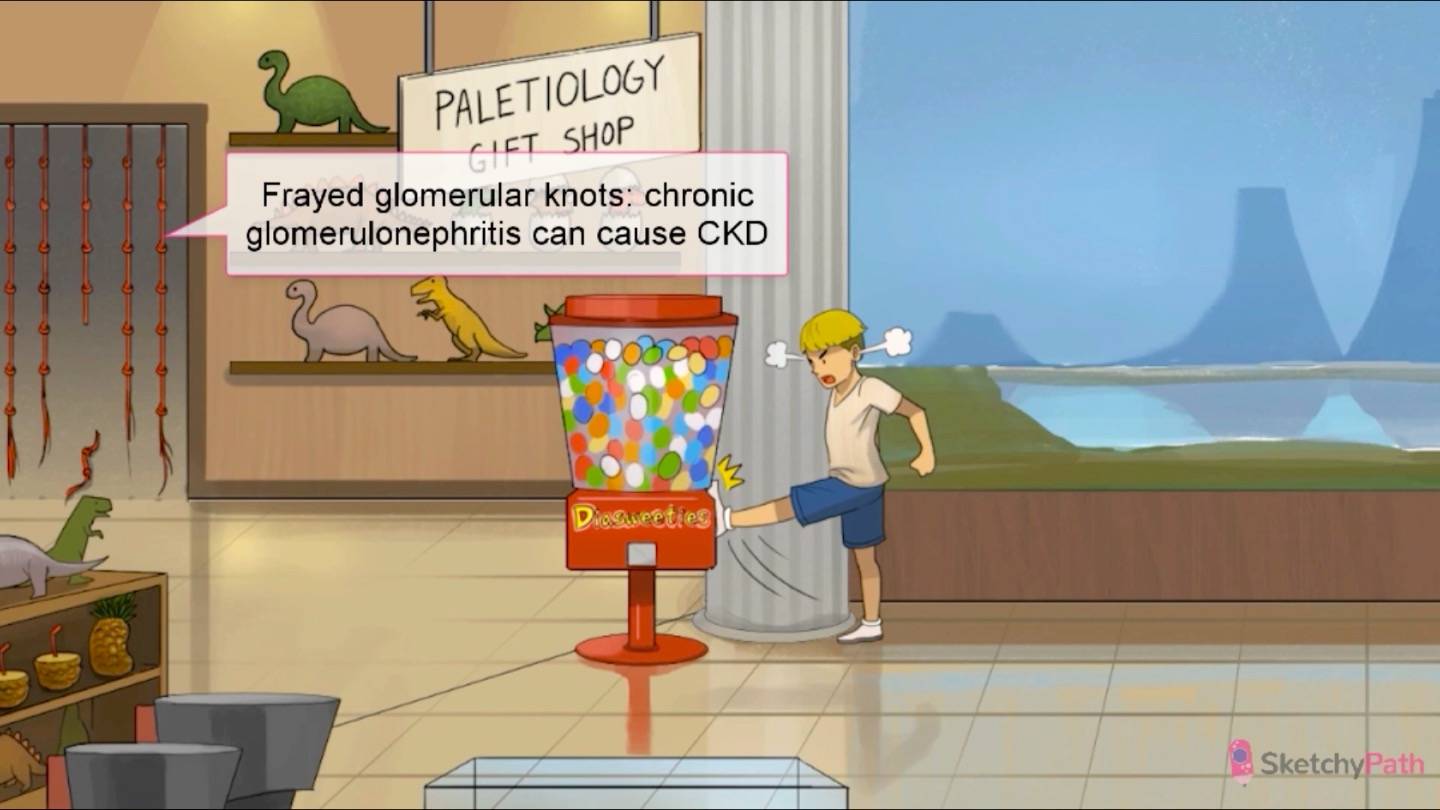 PALETIOLOGY
GIFT SHOP
Frayed glomerular knots: chronic
glomerulonephritis can cause CKD
Diasweeties
SketchyPath